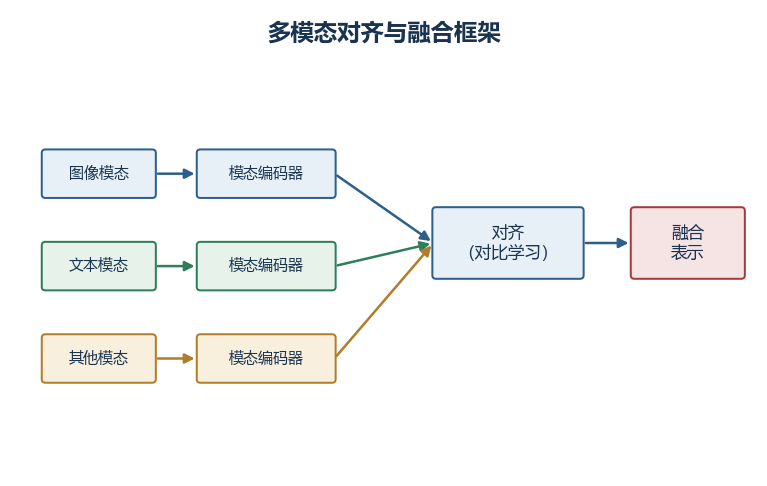 多模态对齐与融合框架
图像模态
模态编码器
文本模态
模态编码器
其他模态
模态编码器
对齐
(对比学习)
融合
表示